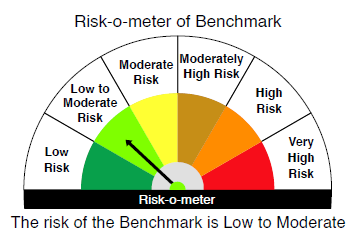 Risk-o-meter of Benchmark
Low
Risk
Low to
Moderate
Risk
Moderate
Risk
Moderately
High Risk
High
Risk
Very
High
Risk
Risk-o-meter
The risk of the Benchmark is Low to Moderate